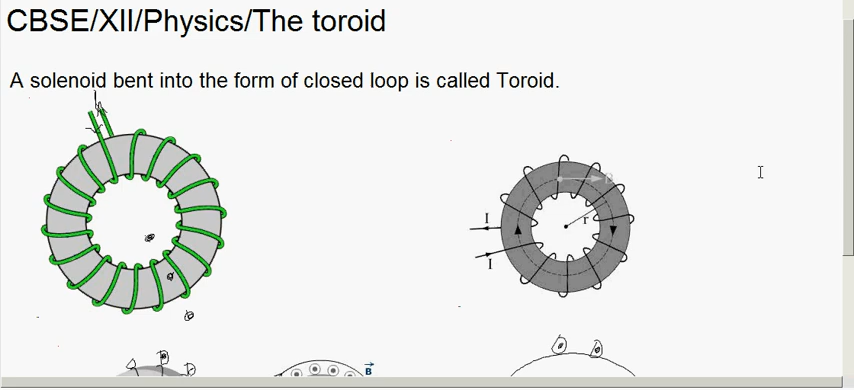 CBSE/XII/Physics/The toroid
A solenoid bent into the form of closed loop is called Toroid.
B
I
r
I
B